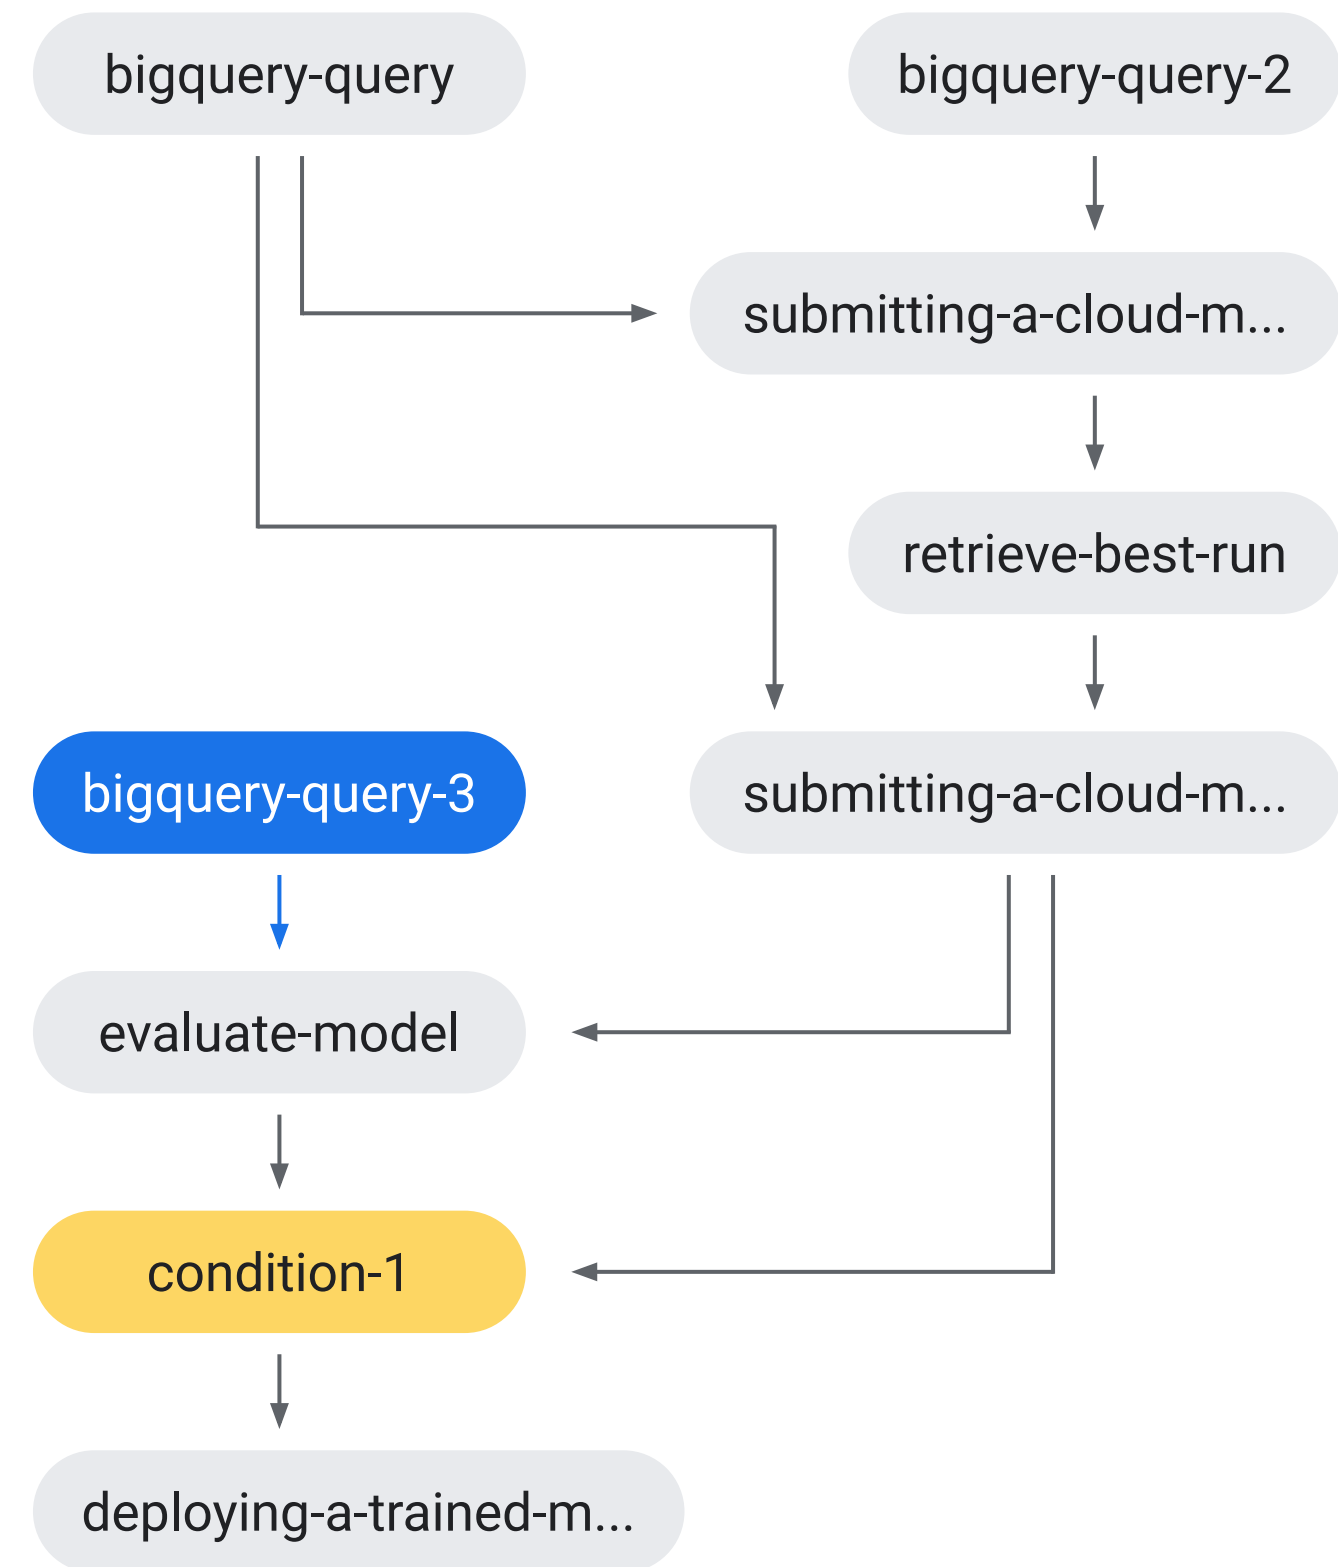 bigquery-query
bigquery-query-2
submitting-a-cloud-m...
retrieve-best-run
bigquery-query-3
submitting-a-cloud-m...
evaluate-model
condition-1
deploying-a-trained-m...